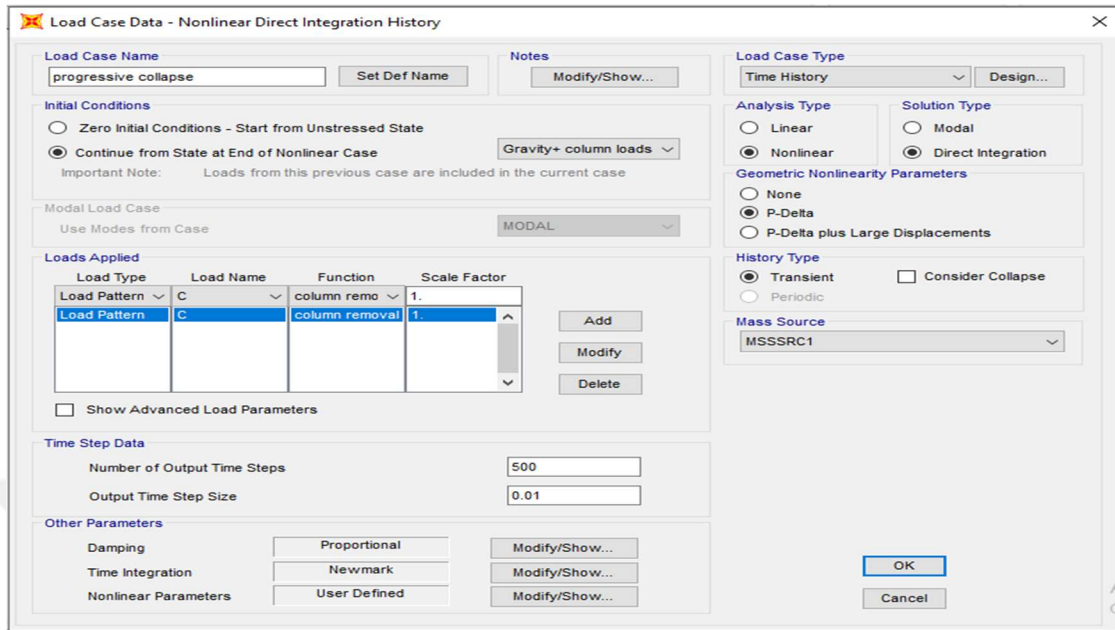 Load Case Data - Nonlinear Direct Integration History
Load Case Name
progressive collapse
Set Def Name
Notes
Modify/Show...
Load Case Type
Time History
Design...
Initial Conditions
Zero Initial Conditions - Start from Unstressed State
Continue from State at End of Nonlinear Case
Gravity+ column loads
Important Note: Loads from this previous case are included in the current case
Analysis Type
Linear
Nonlinear
Solution Type
Modal
Direct Integration
Geometric Nonlinearity Parameters
None
P-Delta
P-Delta plus Large Displacements
Modal Load Case
Use Modes from Case
MODAL
Loads Applied
Load Type Load Name Function Scale Factor
Load Pattern C column remo 1.
Load Pattern C column removal 1.
Add
Modify
Delete
Show Advanced Load Parameters
History Type
Transient
Consider Collapse
Periodic
Mass Source
MSSSRC1
Time Step Data
Number of Output Time Steps 500
Output Time Step Size 0.01
Other Parameters
Damping Proportional Modify/Show...
Time Integration Newmark Modify/Show...
Nonlinear Parameters User Defined Modify/Show...
OK
Cancel